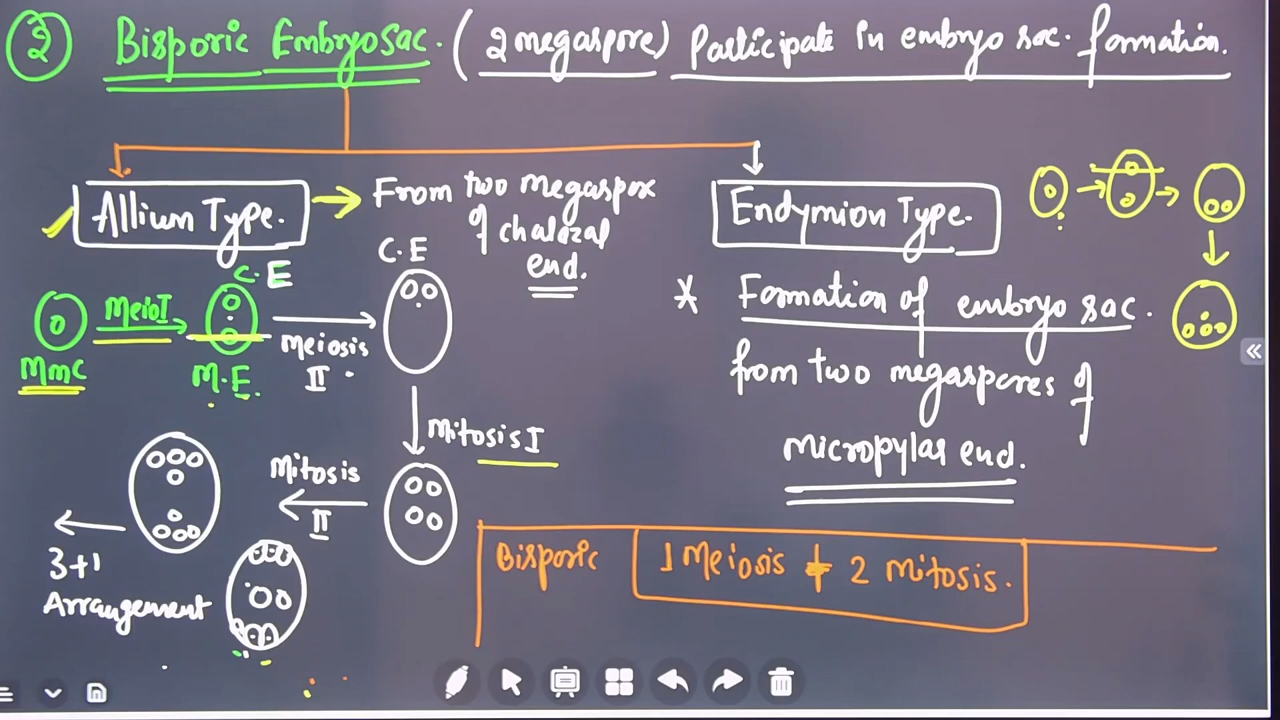 2 Bisporic Embryosac. (2 megaspore) Participate in embryo sac. formation.
Allium Type. → From two megaspore
of chalazal
end.
C.E
MMC
Meio I
C.E
M.E.
Meiosis
II
C.E
Mitosis I
Mitosis
II
3+1
Arrangement
Endymion Type.
* Formation of embryo sac.
from two megaspores of
micropylar end.
Bisporic 1 Meiosis + 2 mitosis.